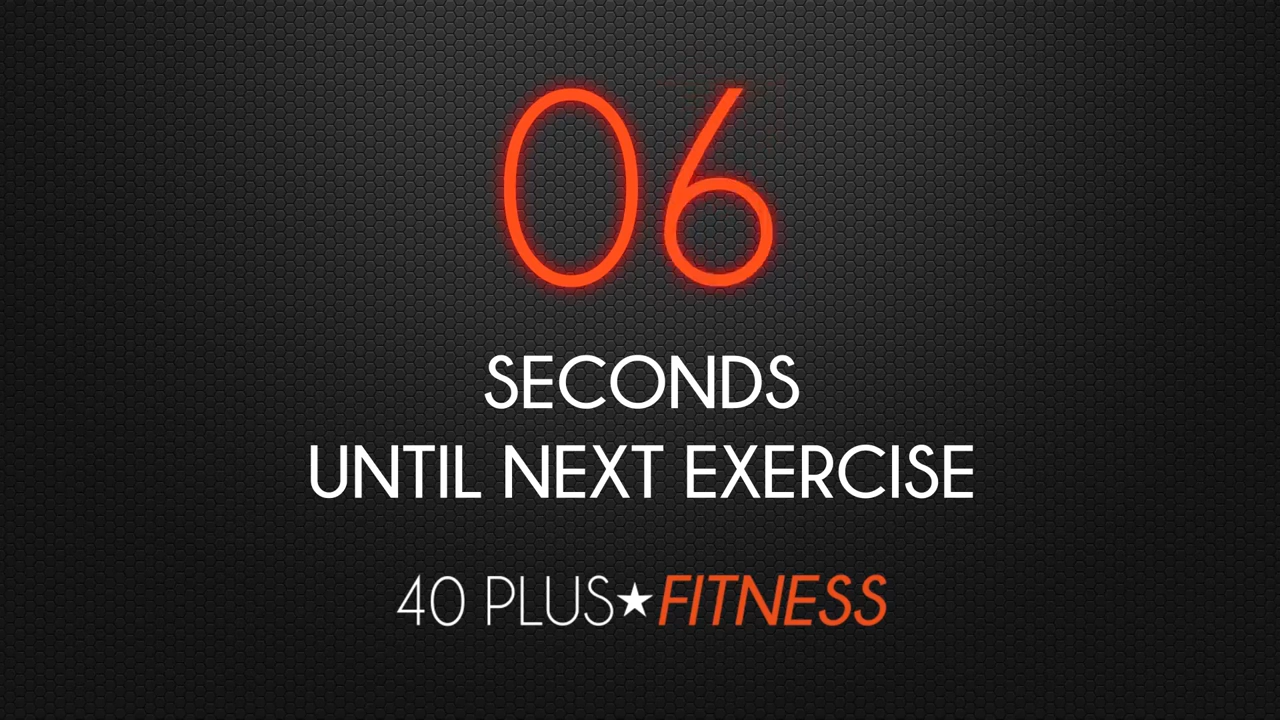 06
SECONDS
UNTIL NEXT EXERCISE
40 PLUS★FITNESS